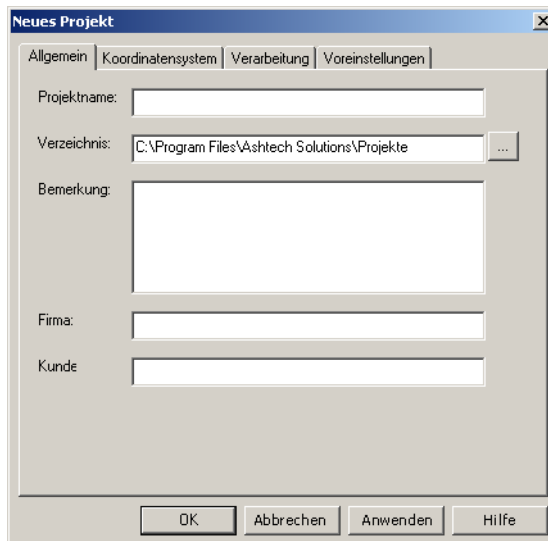 Neues Projekt
Allgemein Koordinatensystem Verarbeitung Voreinstellungen
Projektname:
Verzeichnis: C:\Program Files\Ashtech Solutions\Projekte ...
Bemerkung:
Firma:
Kunde
OK Abbrechen Anwenden Hilfe